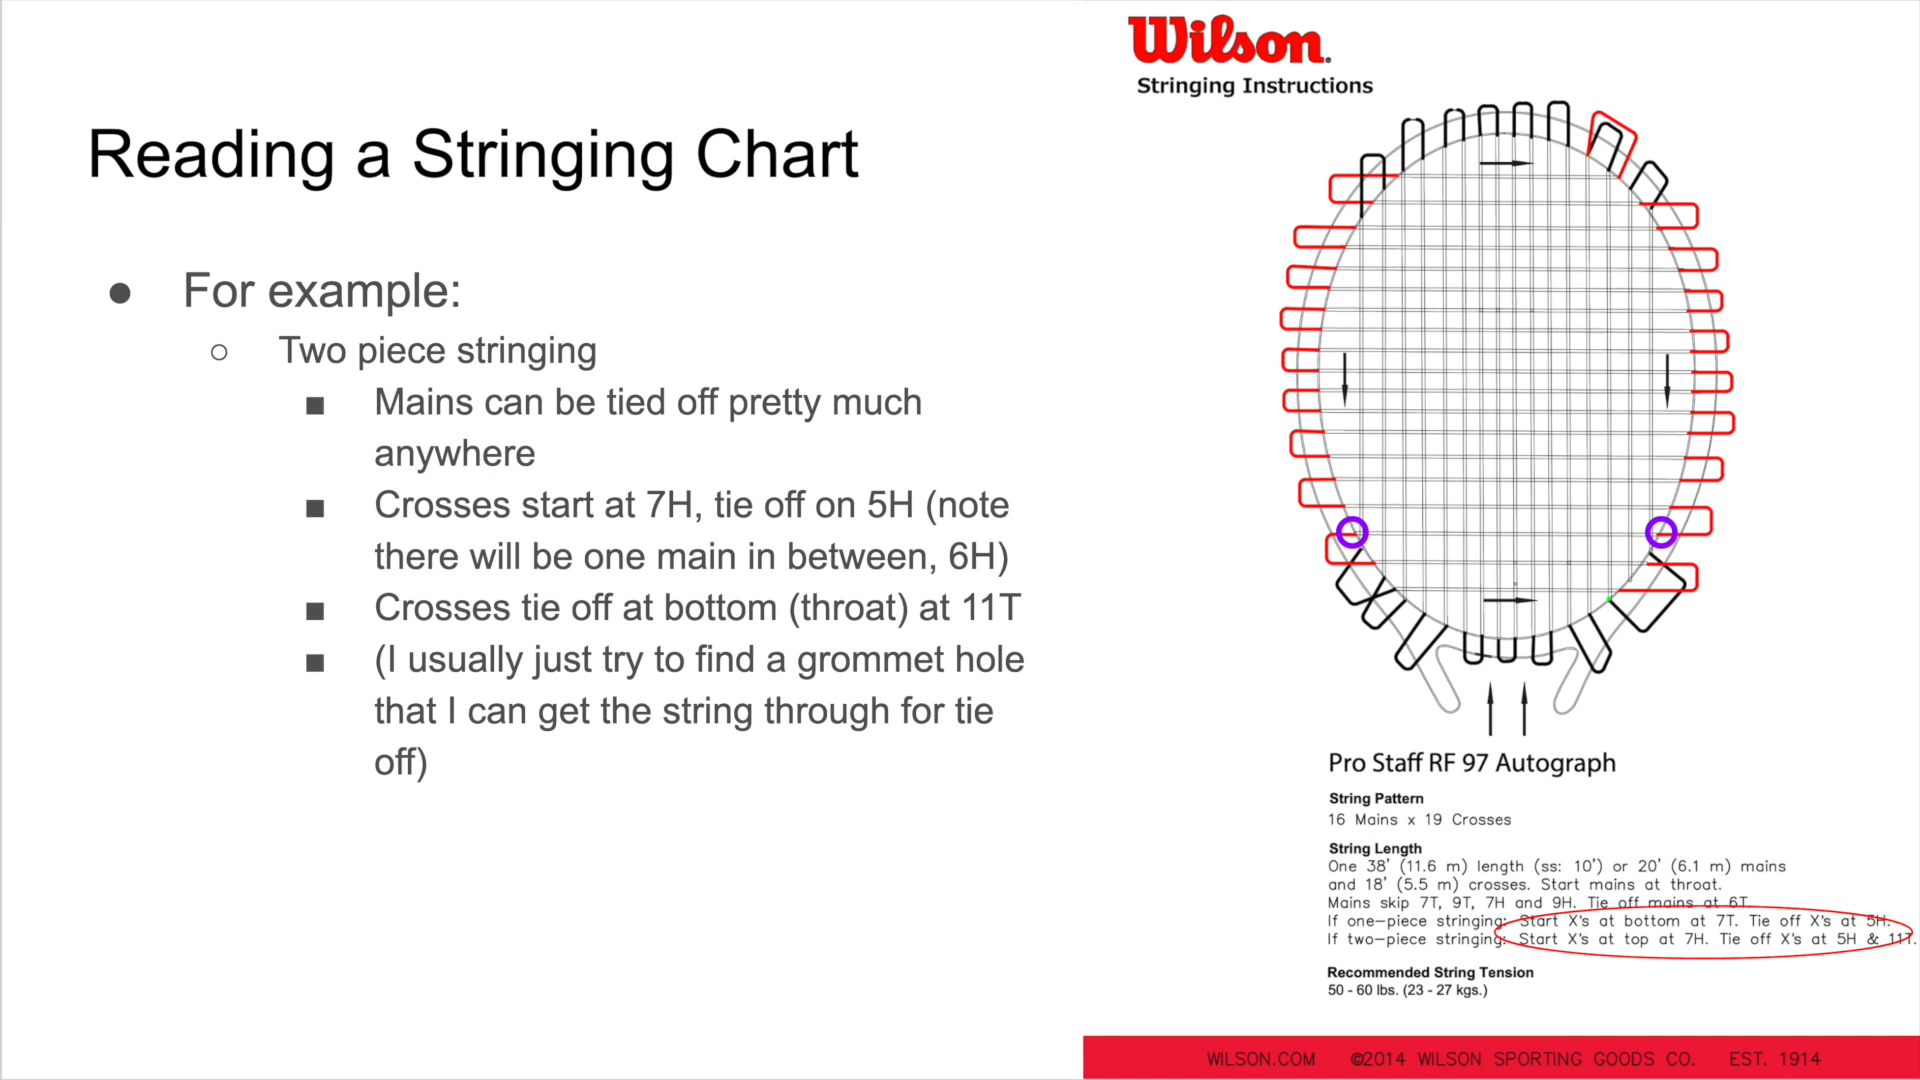 Reading a Stringing Chart
● For example:
○ Two piece stringing
■ Mains can be tied off pretty much
anywhere
■ Crosses start at 7H, tie off on 5H (note
there will be one main in between, 6H)
■ Crosses tie off at bottom (throat) at 11T
■ (I usually just try to find a grommet hole
that I can get the string through for tie
off)
Wilson.
Stringing Instructions
Pro Staff RF 97 Autograph
String Pattern
16 Mains x 19 Crosses
String Length
One 38' (11.6 m) length (ss: 10') or 20' (6.1 m) mains
and 18' (5.5 m) crosses. Start mains at throat.
Mains skip 7T, 9T, 7H and 9H. Tie off mains at 6T
If one-piece stringing: Start X's at bottom at 7T. Tie off X's at 5H.
If two-piece stringing: Start X's at top at 7H. Tie off X's at 5H & 11T.
Recommended String Tension
50 - 60 lbs. (23 - 27 kgs.)
WILSON.COM ©2014 WILSON SPORTING GOODS CO. EST. 1914